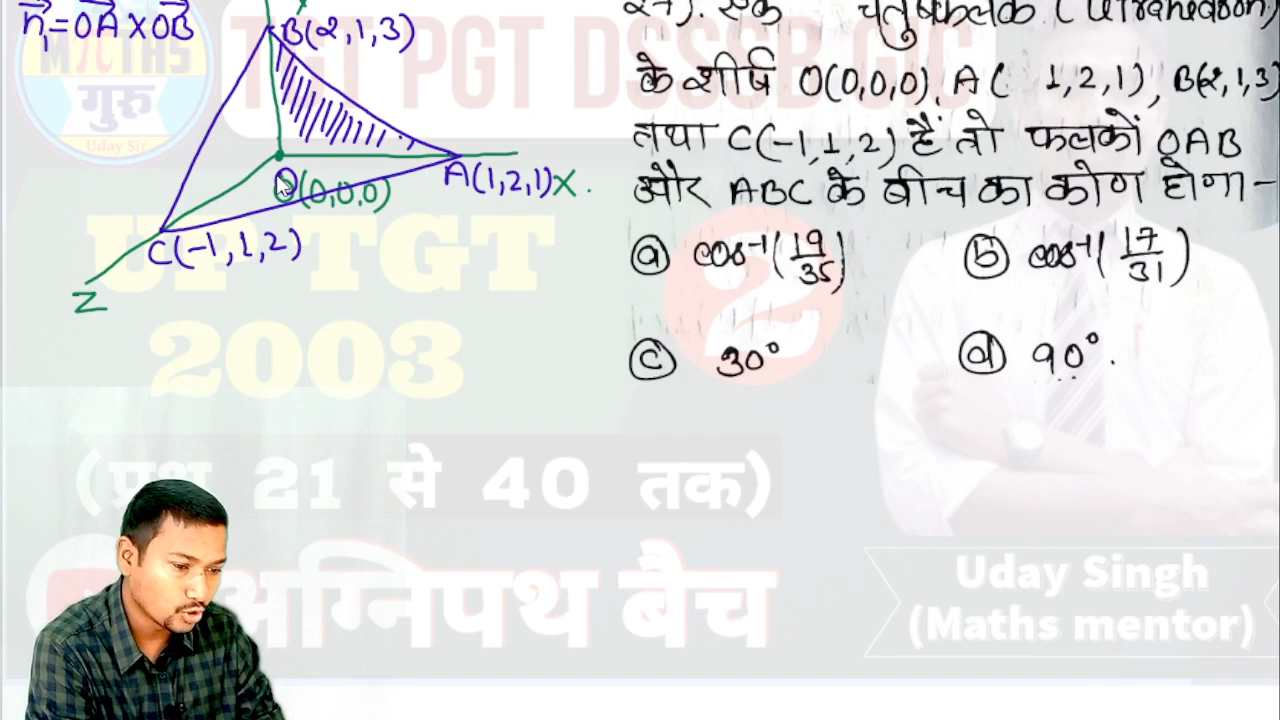 n₁ = OA × OB
B(2,1,3)
O(0,0,0)
A(1,2,1) X
C(-1,1,2)
Z
27). एक चतुष्फलक (tetrahedron)
के शीर्ष O(0,0,0), A( 1,2,1), B(2,1,3)
तथा C(-1,1,2) हैं तो फलकों OAB
और ABC के बीच का कोण होगा -
(a) cos⁻¹(19/35) (b) cos⁻¹(17/31)
(c) 30° (d) 90°.
गुरु
Uday Sir
TGT PGT DSSSB GIC
UP TGT
2003
2
(प्रश्न 21 से 40 तक)
अग्निपथ बैच
Uday Singh
(Maths mentor)